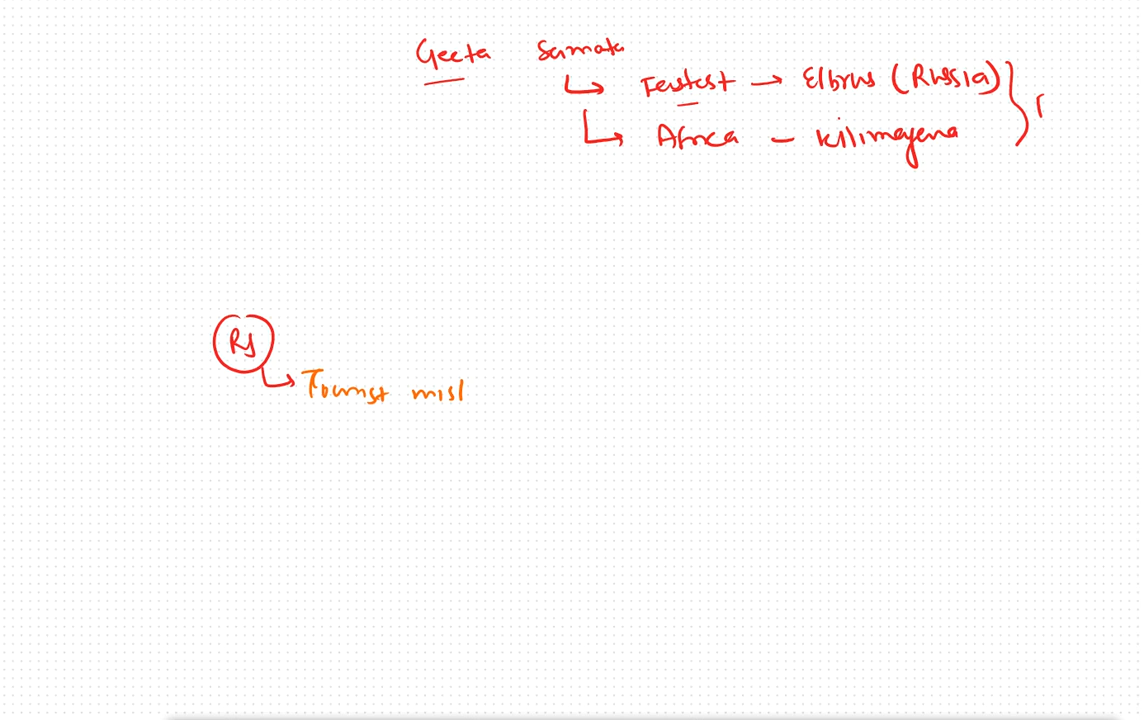 Geeta Samota
↳ Fastest → Elbrus (Russia)
↳ Africa - Kilimanjaro
RJ
↳ Tourist misl